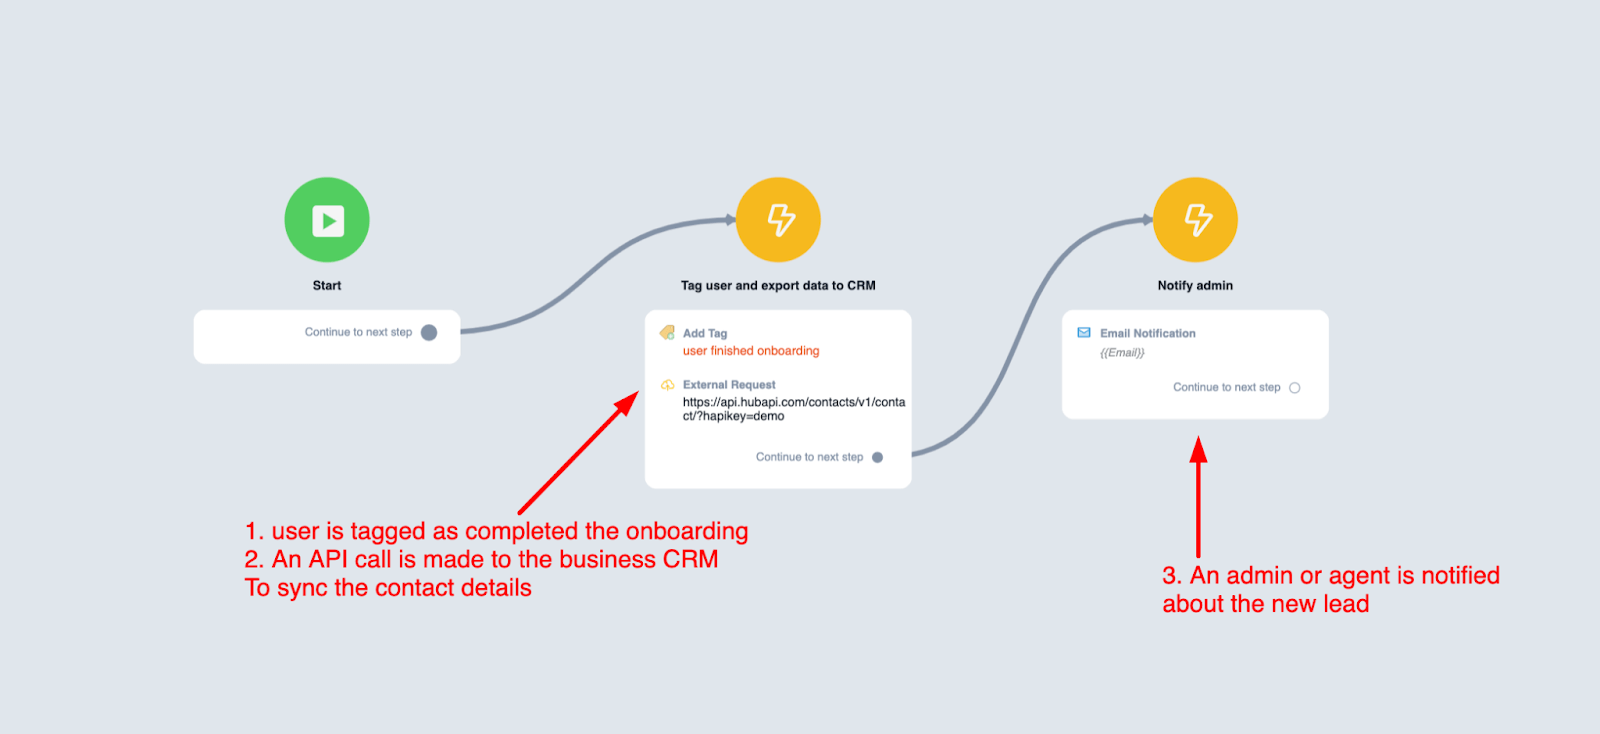 Start
Continue to next step
Tag user and export data to CRM
Add Tag
user finished onboarding
External Request
https://api.hubapi.com/contacts/v1/conta
ct/?hapikey=demo
Continue to next step
Notify admin
Email Notification
{{Email}}
Continue to next step
1. user is tagged as completed the onboarding
2. An API call is made to the business CRM
To sync the contact details
3. An admin or agent is notified
about the new lead